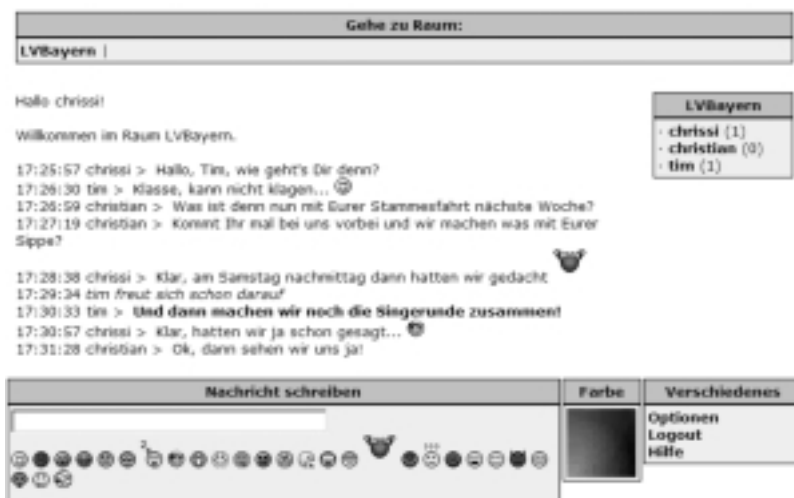 Gehe zu Raum:
LVBayern |
Hallo chrissi!
Willkommen im Raum LVBayern.
17:25:57 chrissi > Hallo, Tim, wie geht's Dir denn?
17:26:30 tim > Klasse, kann nicht klagen...
17:26:59 christian > Was ist denn nun mit Eurer Stammesfahrt nächste Woche?
17:27:19 christian > Kommt Ihr mal bei uns vorbei und wir machen was mit Eurer
Sippe?
17:28:38 chrissi > Klar, am Samstag nachmittag dann hatten wir gedacht
17:29:34 tim freut sich schon darauf
17:30:33 tim > Und dann machen wir noch die Singerunde zusammen!
17:30:57 chrissi > Klar, hatten wir ja schon gesagt...
17:31:28 christian > Ok, dann sehen wir uns ja!
LVBayern
· chrissi (1)
· christian (0)
· tim (1)
Nachricht schreiben
Farbe
Verschiedenes
Optionen
Logout
Hilfe